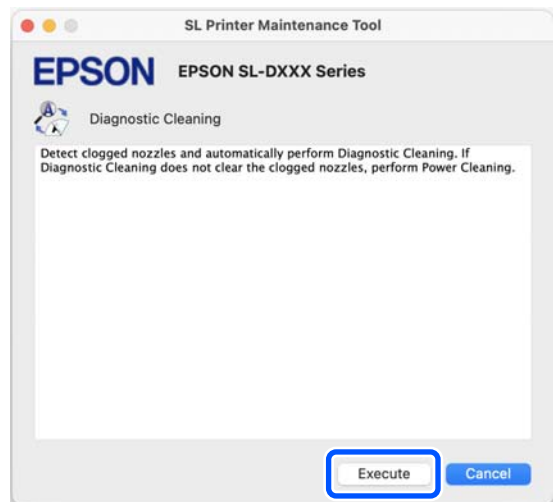 SL Printer Maintenance Tool
EPSON EPSON SL-DXXX Series
Diagnostic Cleaning
Detect clogged nozzles and automatically perform Diagnostic Cleaning. If
Diagnostic Cleaning does not clear the clogged nozzles, perform Power Cleaning.
Execute Cancel